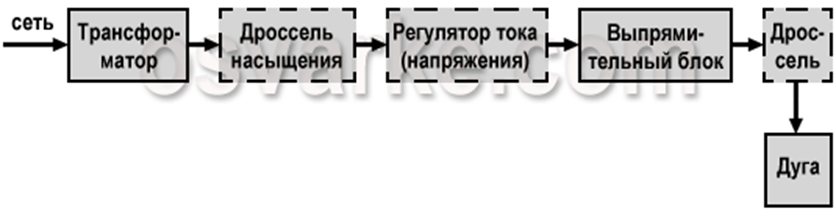 сеть
Трансфор-
матор
Дроссель
насыщения
Регулятор тока
(напряжения)
Выпрями-
тельный блок
Дрос-
сель
Дуга
osvarke.com